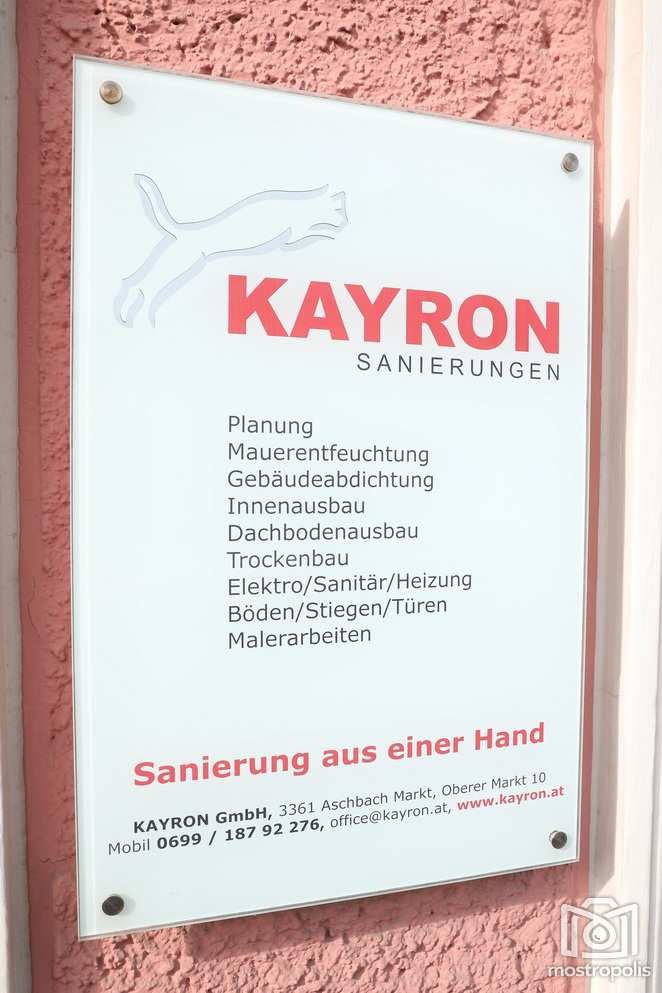 KAYRON
SANIERUNGEN
Planung
Mauerentfeuchtung
Gebäudeabdichtung
Innenausbau
Dachbodenausbau
Trockenbau
Elektro/Sanitär/Heizung
Böden/Stiegen/Türen
Malerarbeiten
Sanierung aus einer Hand
KAYRON GmbH, 3361 Aschbach Markt, Oberer Markt 10
Mobil 0699 / 187 92 276, office@kayron.at, www.kayron.at
mostropolis